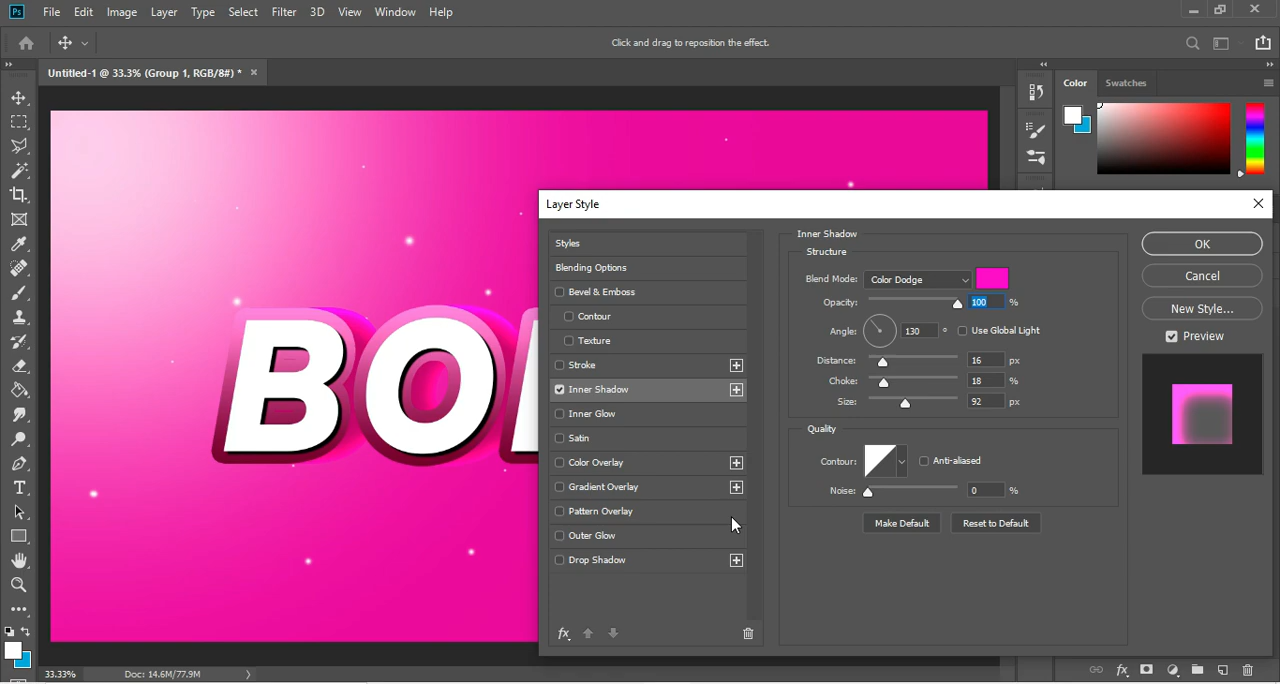 Ps File Edit Image Layer Type Select Filter 3D View Window Help
Click and drag to reposition the effect.
Untitled-1 @ 33.3% (Group 1, RGB/8#) * ×
Color Swatches
Layer Style
Styles
Blending Options
Bevel & Emboss
Contour
Texture
Stroke
Inner Shadow
Inner Glow
Satin
Color Overlay
Gradient Overlay
Pattern Overlay
Outer Glow
Drop Shadow
fx
Inner Shadow
Structure
Blend Mode: Color Dodge
Opacity: 100 %
Angle: 130 ° Use Global Light
Distance: 16 px
Choke: 18 %
Size: 92 px
Quality
Contour: Anti-aliased
Noise: 0 %
Make Default Reset to Default
OK
Cancel
New Style...
Preview
BO
33.33% Doc: 14.6M/77.9M
fx